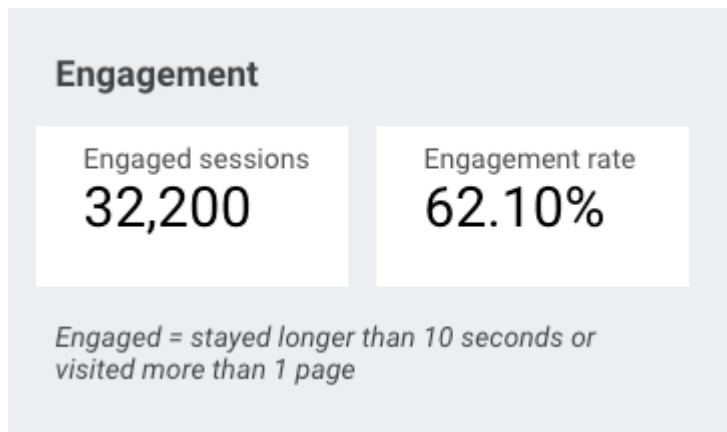 Engagement
Engaged sessions
32,200
Engagement rate
62.10%
Engaged = stayed longer than 10 seconds or
visited more than 1 page